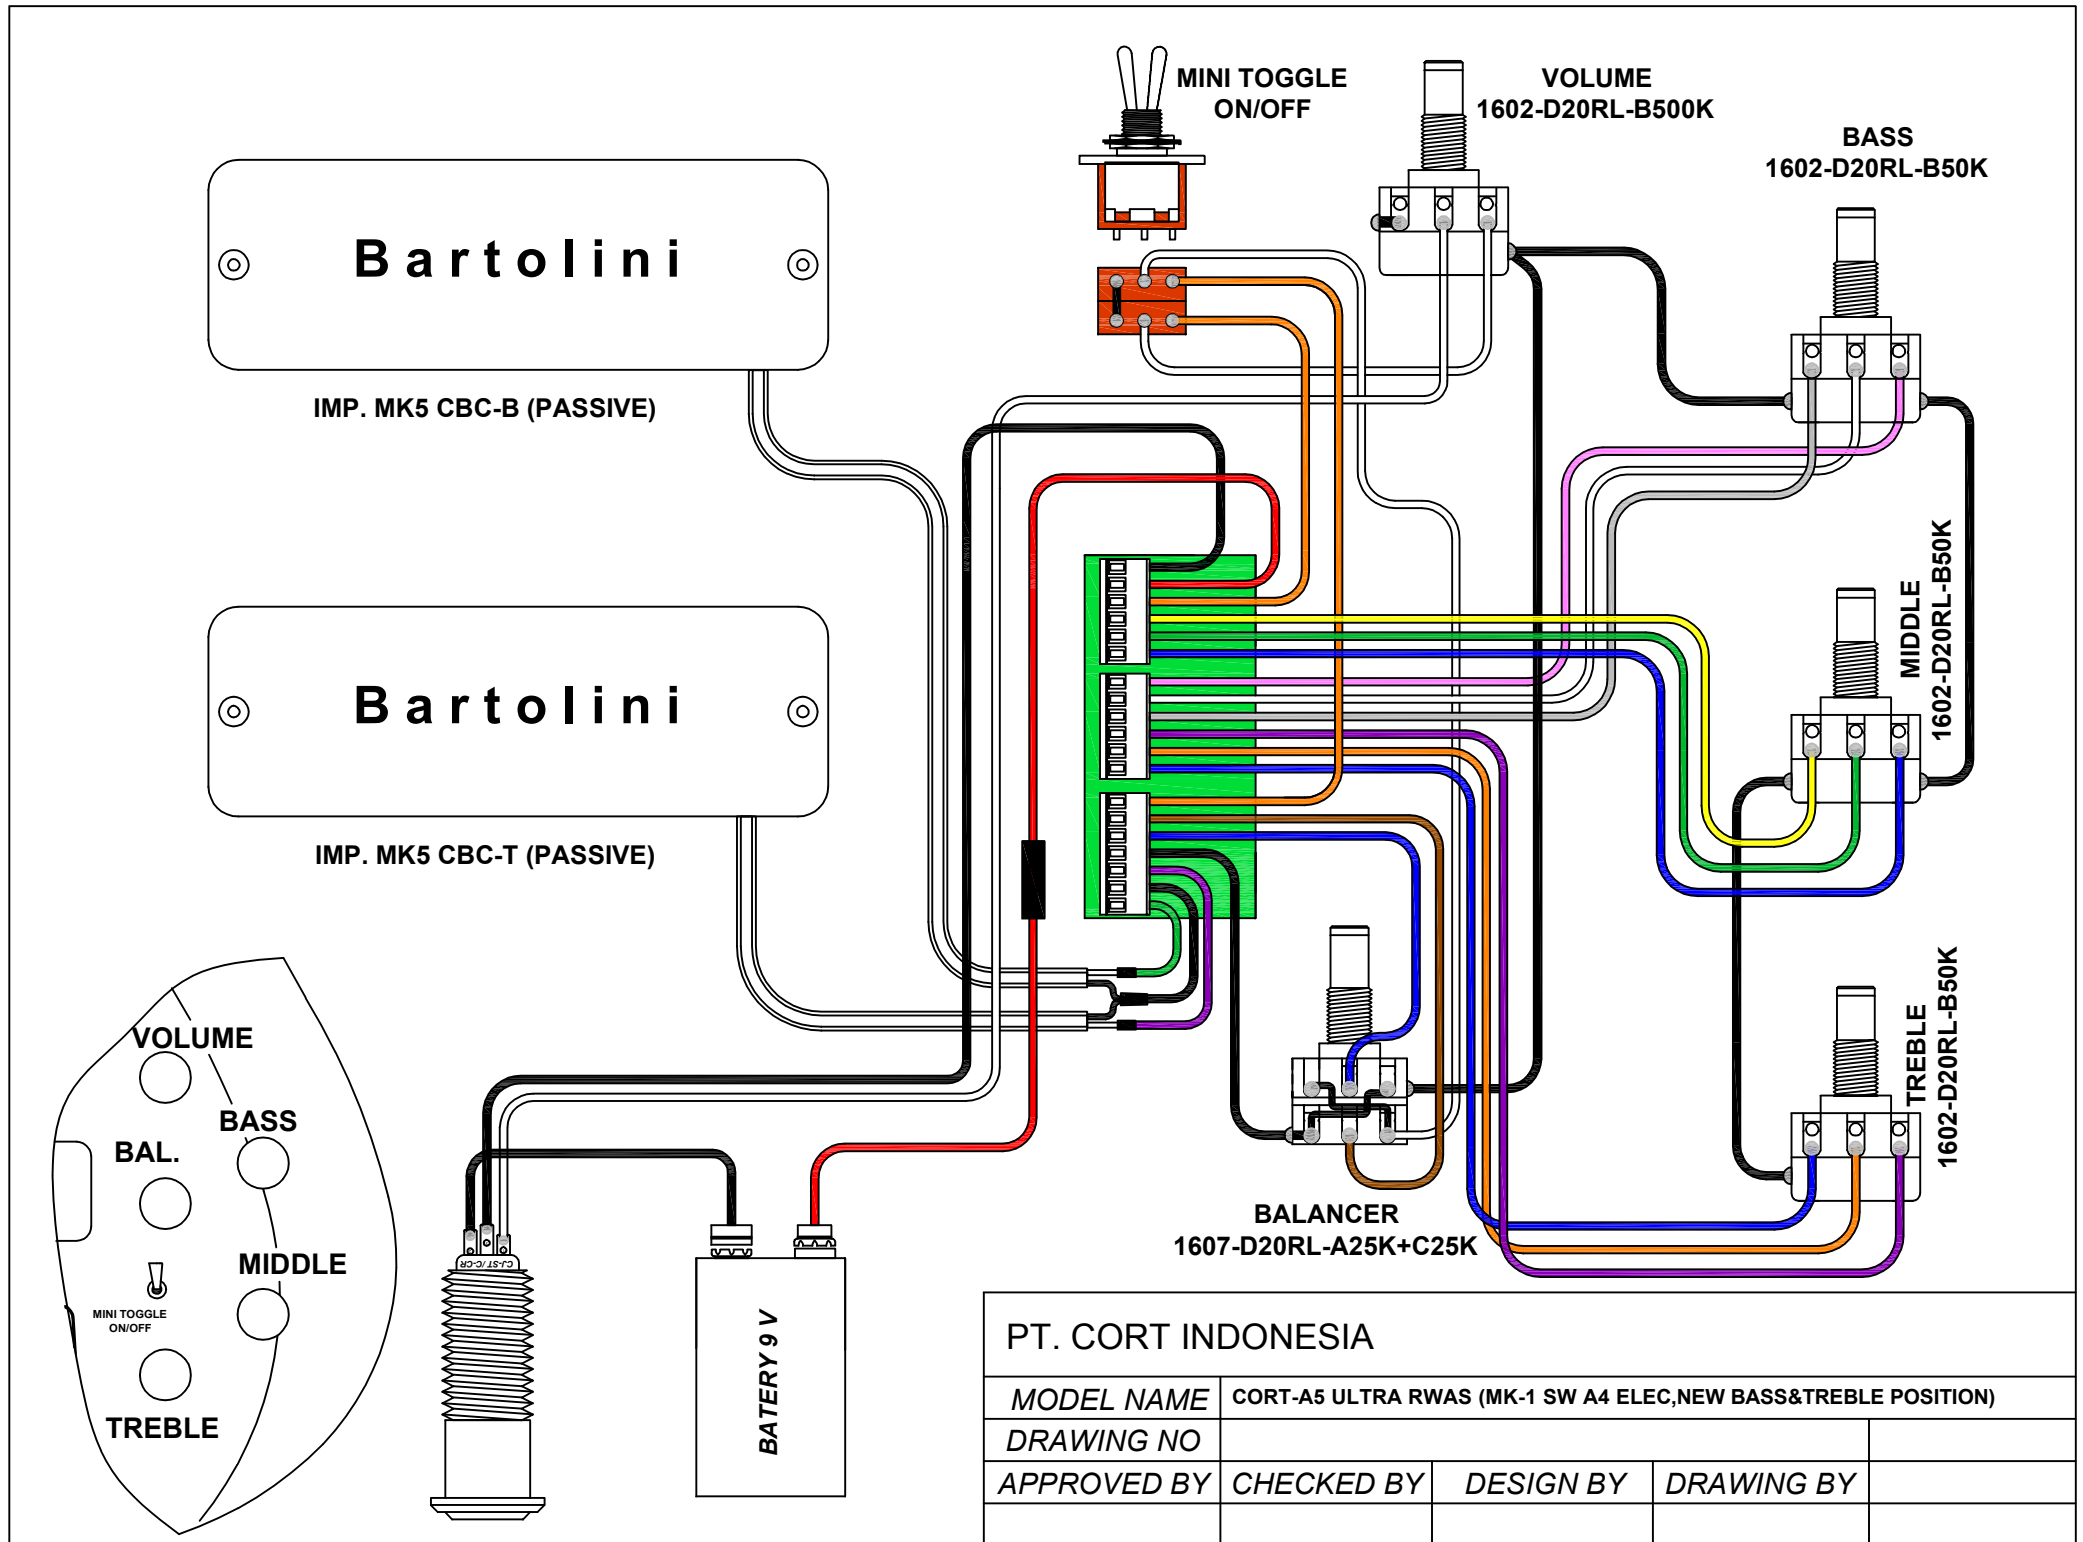 MINI TOGGLE
ON/OFF
VOLUME
1602-D20RL-B500K
BASS
1602-D20RL-B50K
Bartolini
IMP. MK5 CBC-B (PASSIVE)
MIDDLE
1602-D20RL-B50K
Bartolini
IMP. MK5 CBC-T (PASSIVE)
TREBLE
1602-D20RL-B50K
VOLUME
BASS
BAL.
MIDDLE
MINI TOGGLE
ON/OFF
TREBLE
CJ-ST/C-CR
BATERY 9 V
BALANCER
1607-D20RL-A25K+C25K
PT. CORT INDONESIA
MODEL NAME CORT-A5 ULTRA RWAS (MK-1 SW A4 ELEC,NEW BASS&TREBLE POSITION)
DRAWING NO
APPROVED BY CHECKED BY DESIGN BY DRAWING BY